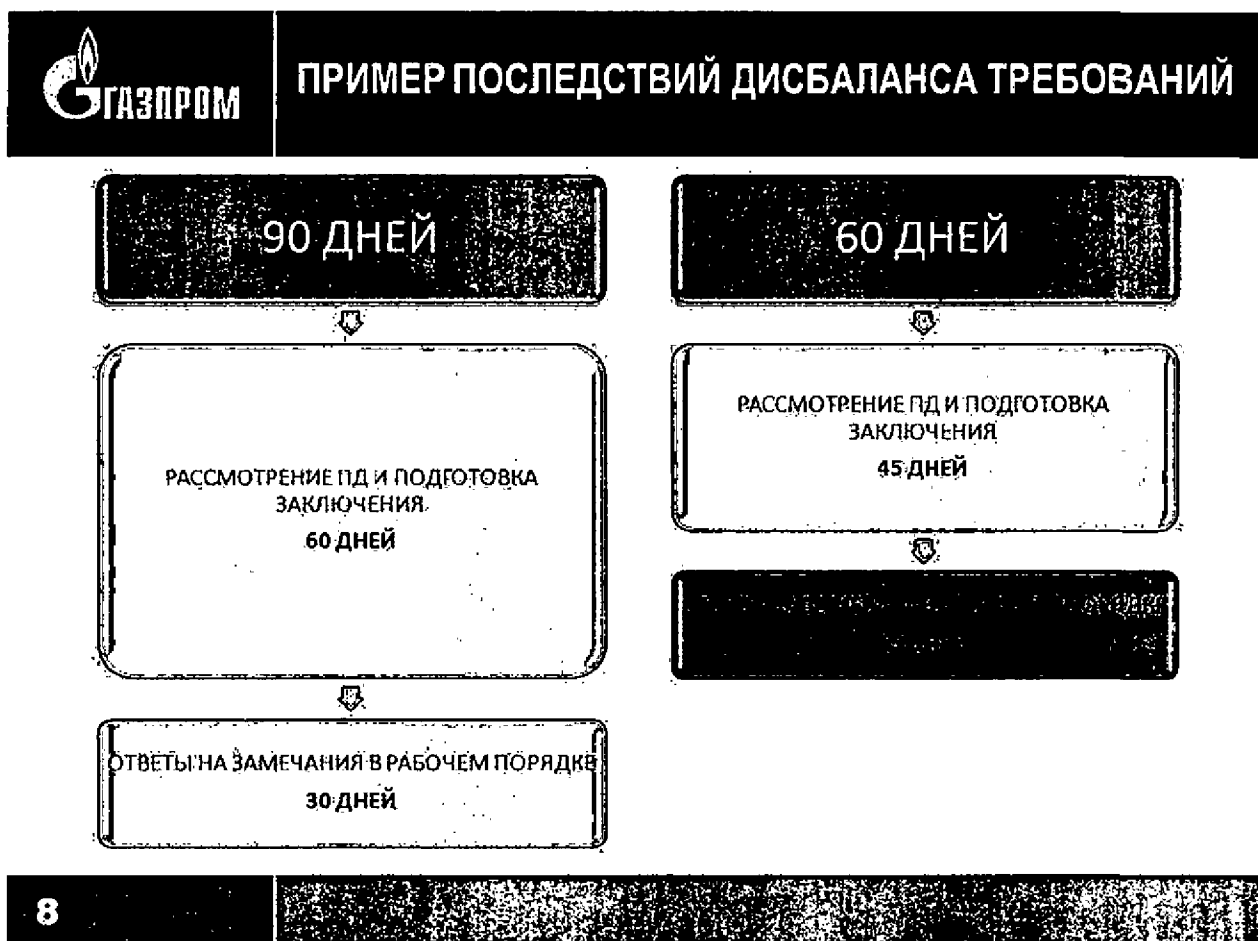 ГАЗПРОМ
ПРИМЕР ПОСЛЕДСТВИЙ ДИСБАЛАНСА ТРЕБОВАНИЙ
90 ДНЕЙ
РАССМОТРЕНИЕ ПД И ПОДГОТОВКА
ЗАКЛЮЧЕНИЯ
60 ДНЕЙ
ОТВЕТЫ НА ЗАМЕЧАНИЯ В РАБОЧЕМ ПОРЯДКЕ
30 ДНЕЙ
60 ДНЕЙ
РАССМОТРЕНИЕ ПД И ПОДГОТОВКА
ЗАКЛЮЧЕНИЯ
45 ДНЕЙ
8